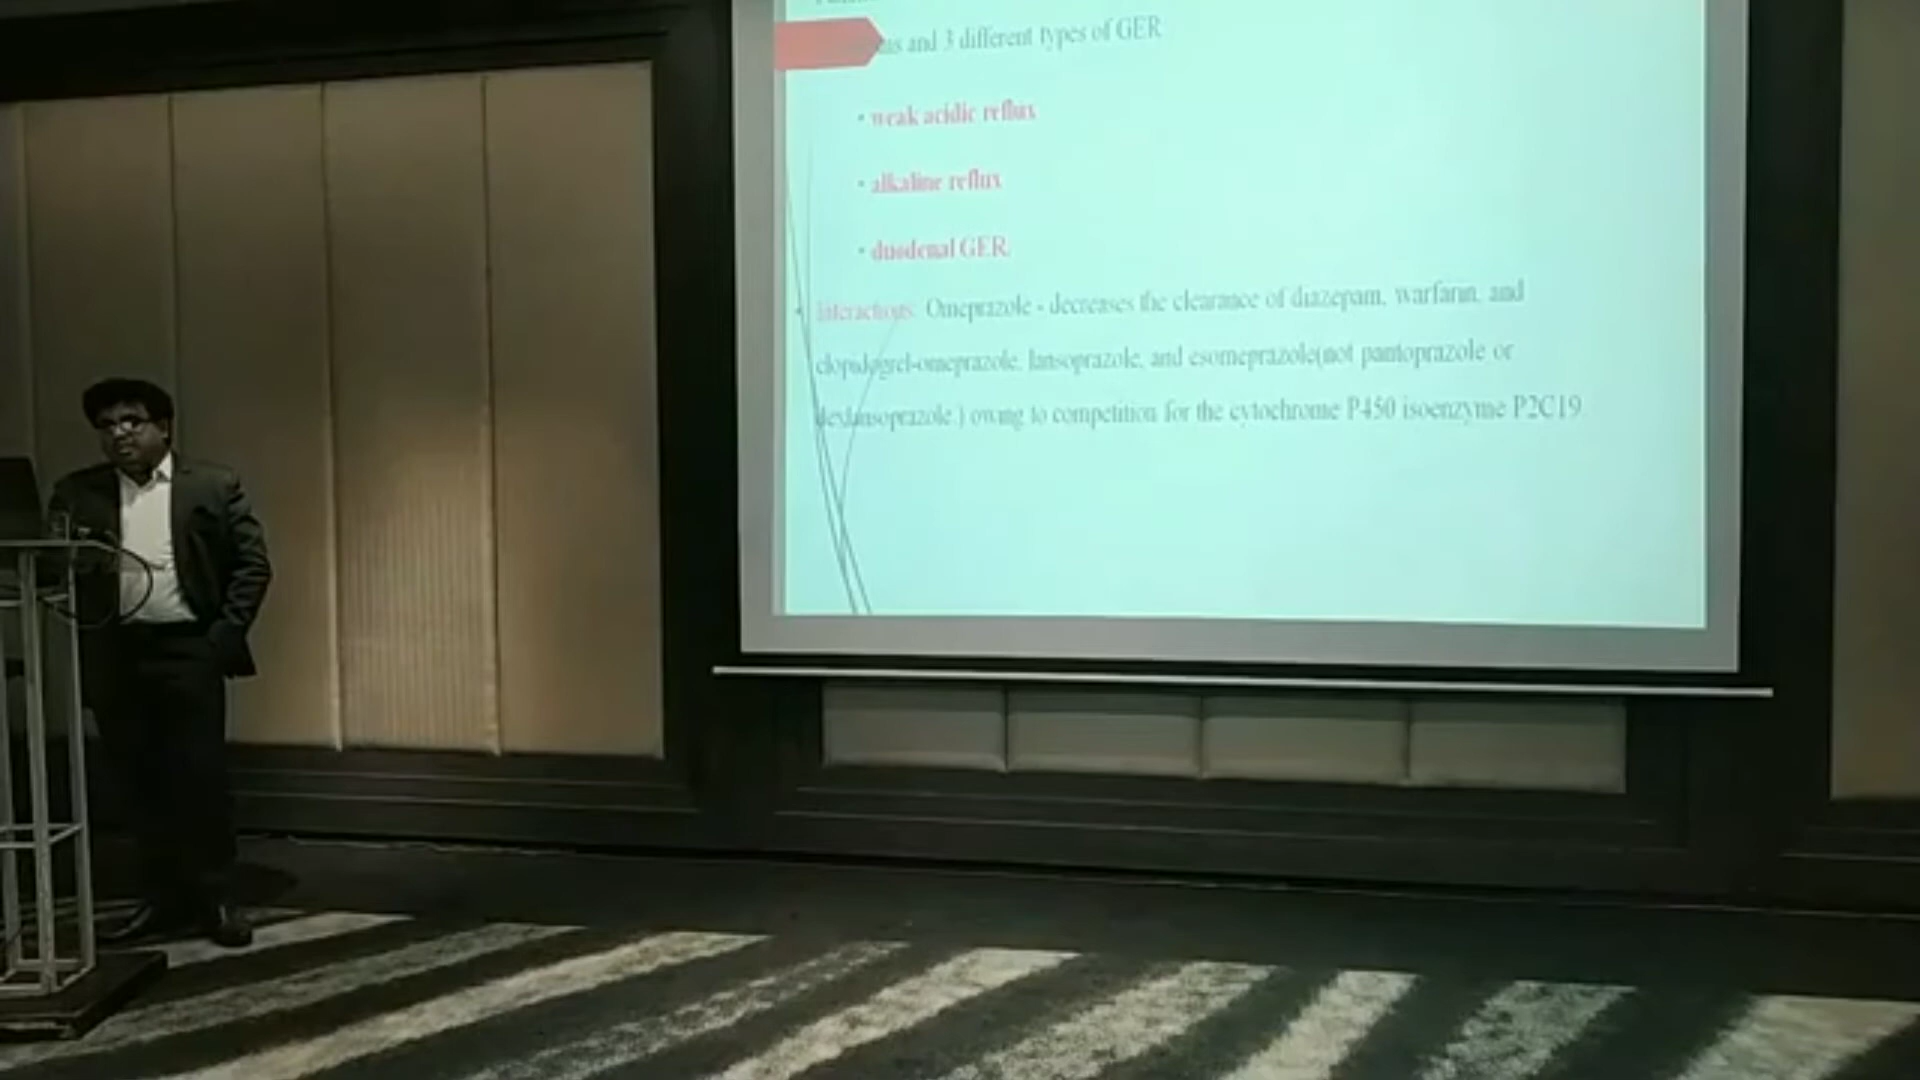 and 3 different types of GER
• weak acidic reflux
• alkaline reflux
• duodenal GER.
• Interactions: Omeprazole - decreases the clearance of diazepam, warfarin, and
clopidogrel-omeprazole, lansoprazole, and esomeprazole(not pantoprazole or
dexlansoprazole.) owing to competition for the cytochrome P450 isoenzyme P2C19